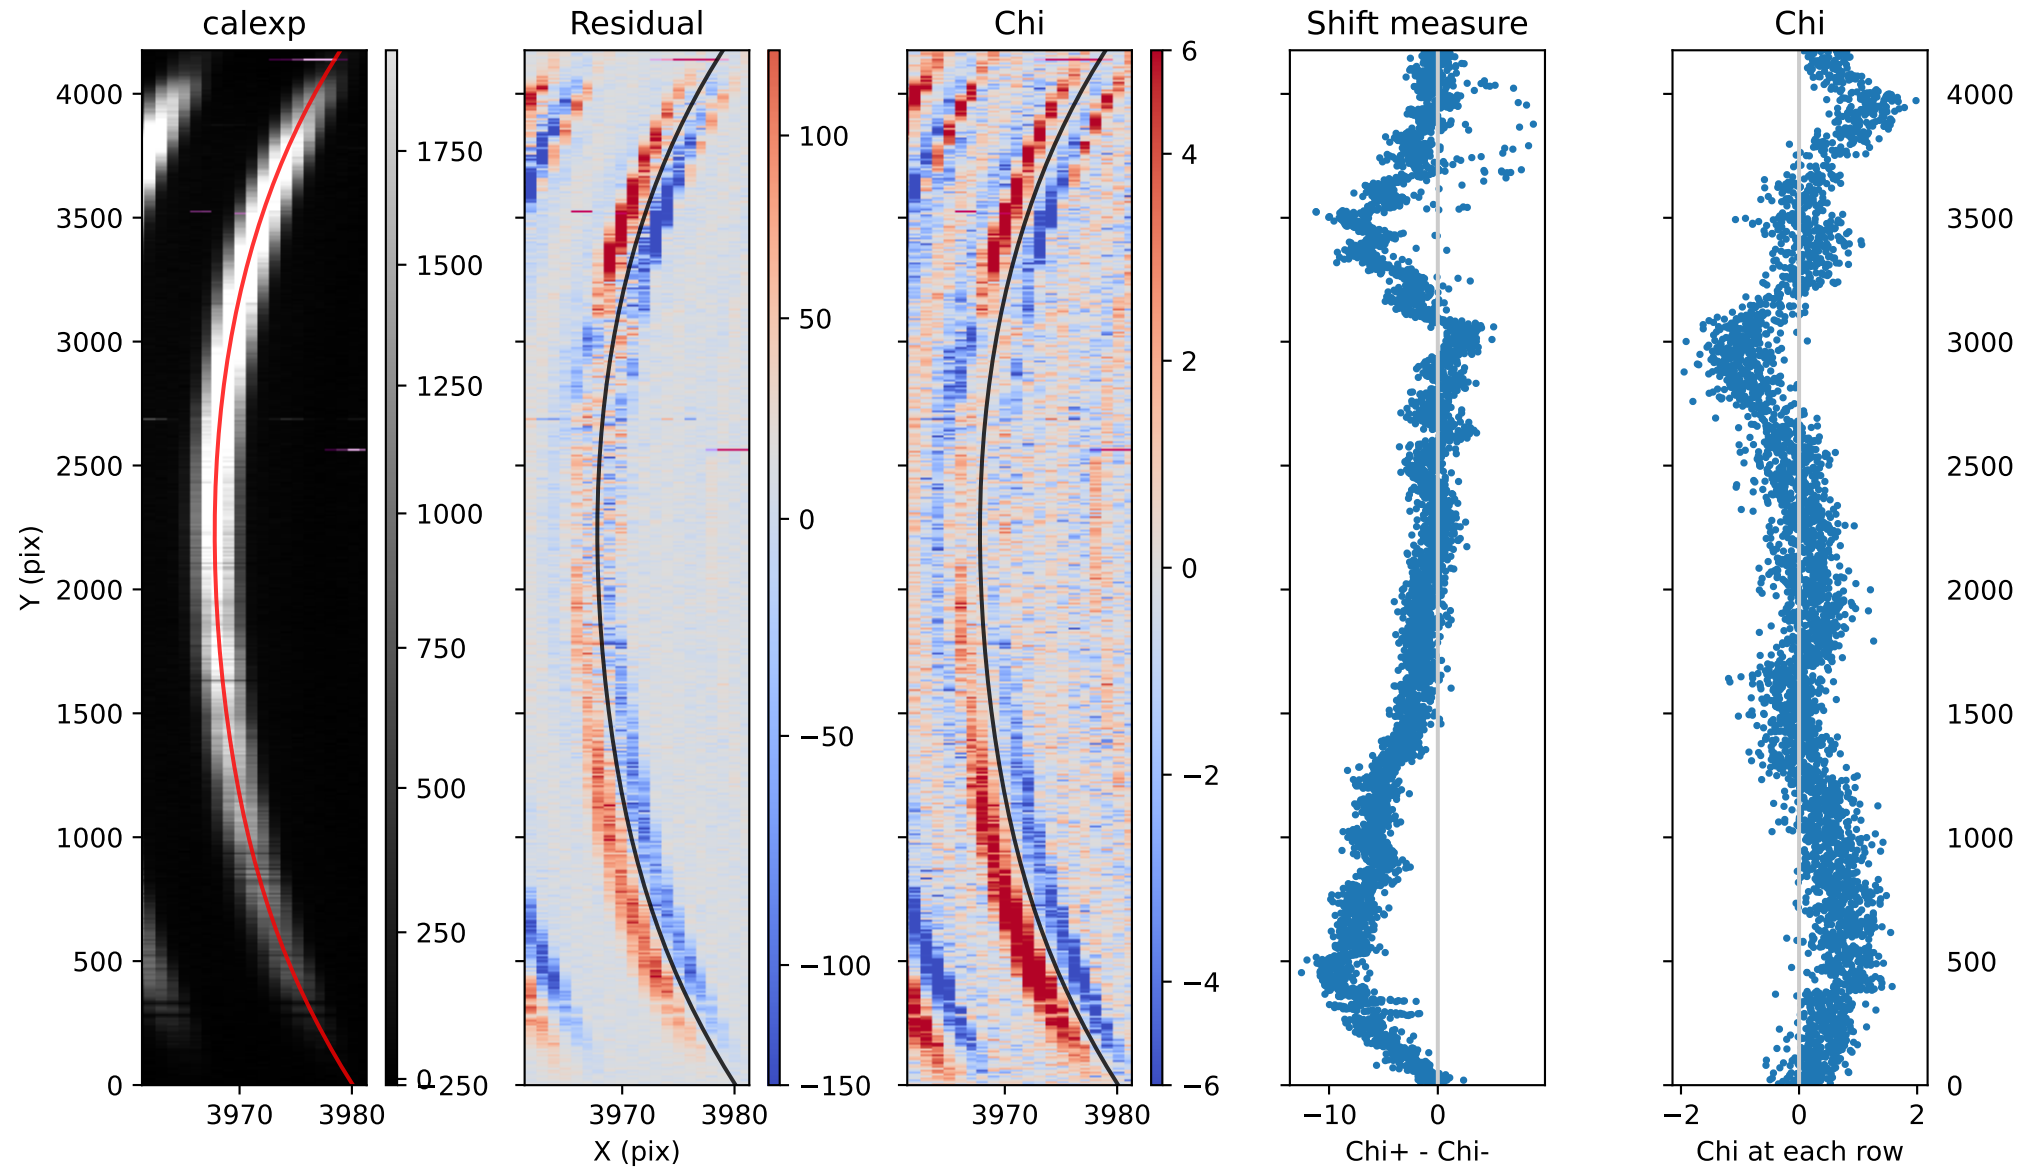 calexp Residual Chi Shift measure Chi
4000 1750 100 6 4000
3500 1500 50 4 3500
3000 1250 0 2 3000
2500 1000 −50 0 2500
2000 750 −100 −2 2000
1500 500 −150 −4 1500
1000 250 −6 1000
500 0 500
0 −250 0
Y (pix)
3970 3980 3970 3980 3970 3980 −10 0 −2 0 2
X (pix) Chi+ - Chi- Chi at each row